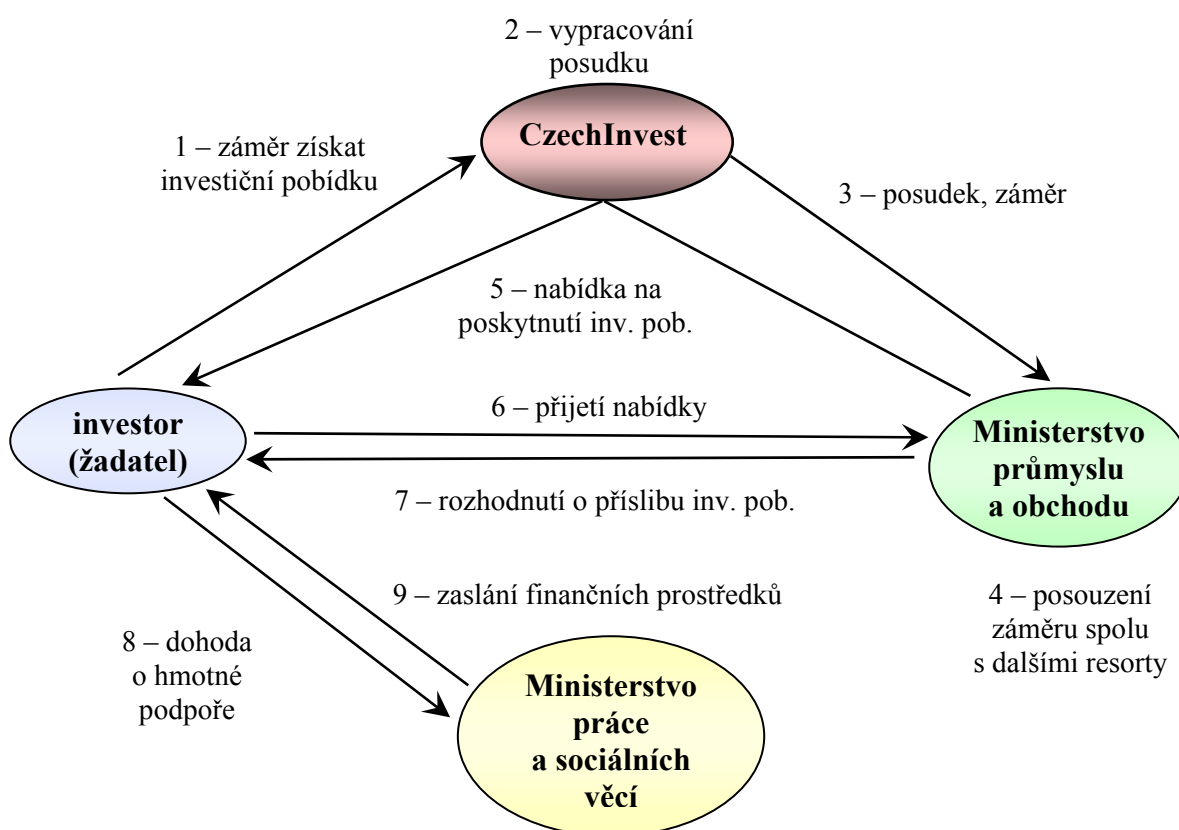 2 – vypracování
posudku
CzechInvest
1 – záměr získat
investiční pobídku
3 – posudek, záměr
5 – nabídka na
poskytnutí inv. pob.
6 – přijetí nabídky
investor
(žadatel)
Ministerstvo
průmyslu
a obchodu
7 – rozhodnutí o příslibu inv. pob.
9 – zaslání finančních prostředků
4 – posouzení
záměru spolu
s dalšími resorty
8 – dohoda
o hmotné
podpoře
Ministerstvo
práce
a sociálních
věcí